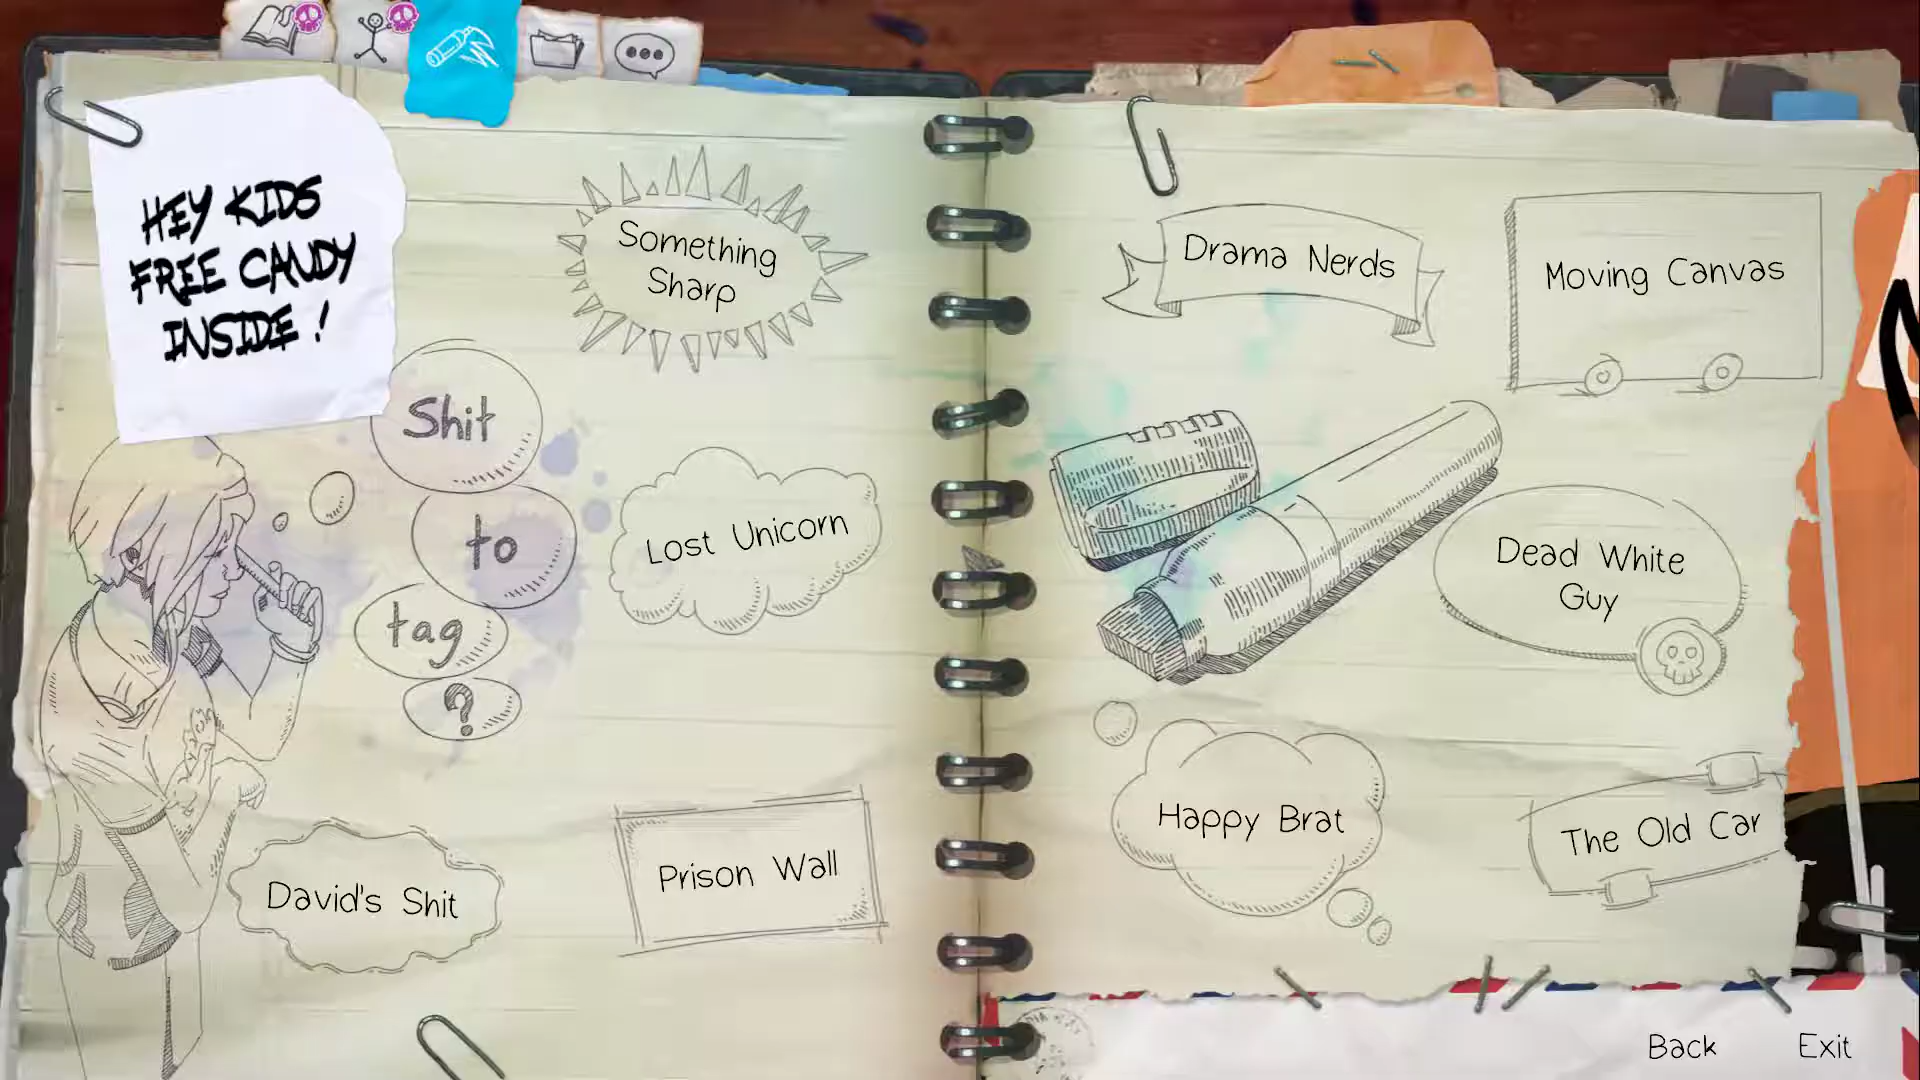 HEY KIDS
FREE CANDY
INSIDE !
Something
Sharp
Shit
to
tag
?
Lost Unicorn
David's Shit
Prison Wall
Drama Nerds
Moving Canvas
Dead White
Guy
Happy Brat
The Old Car
Back
Exit